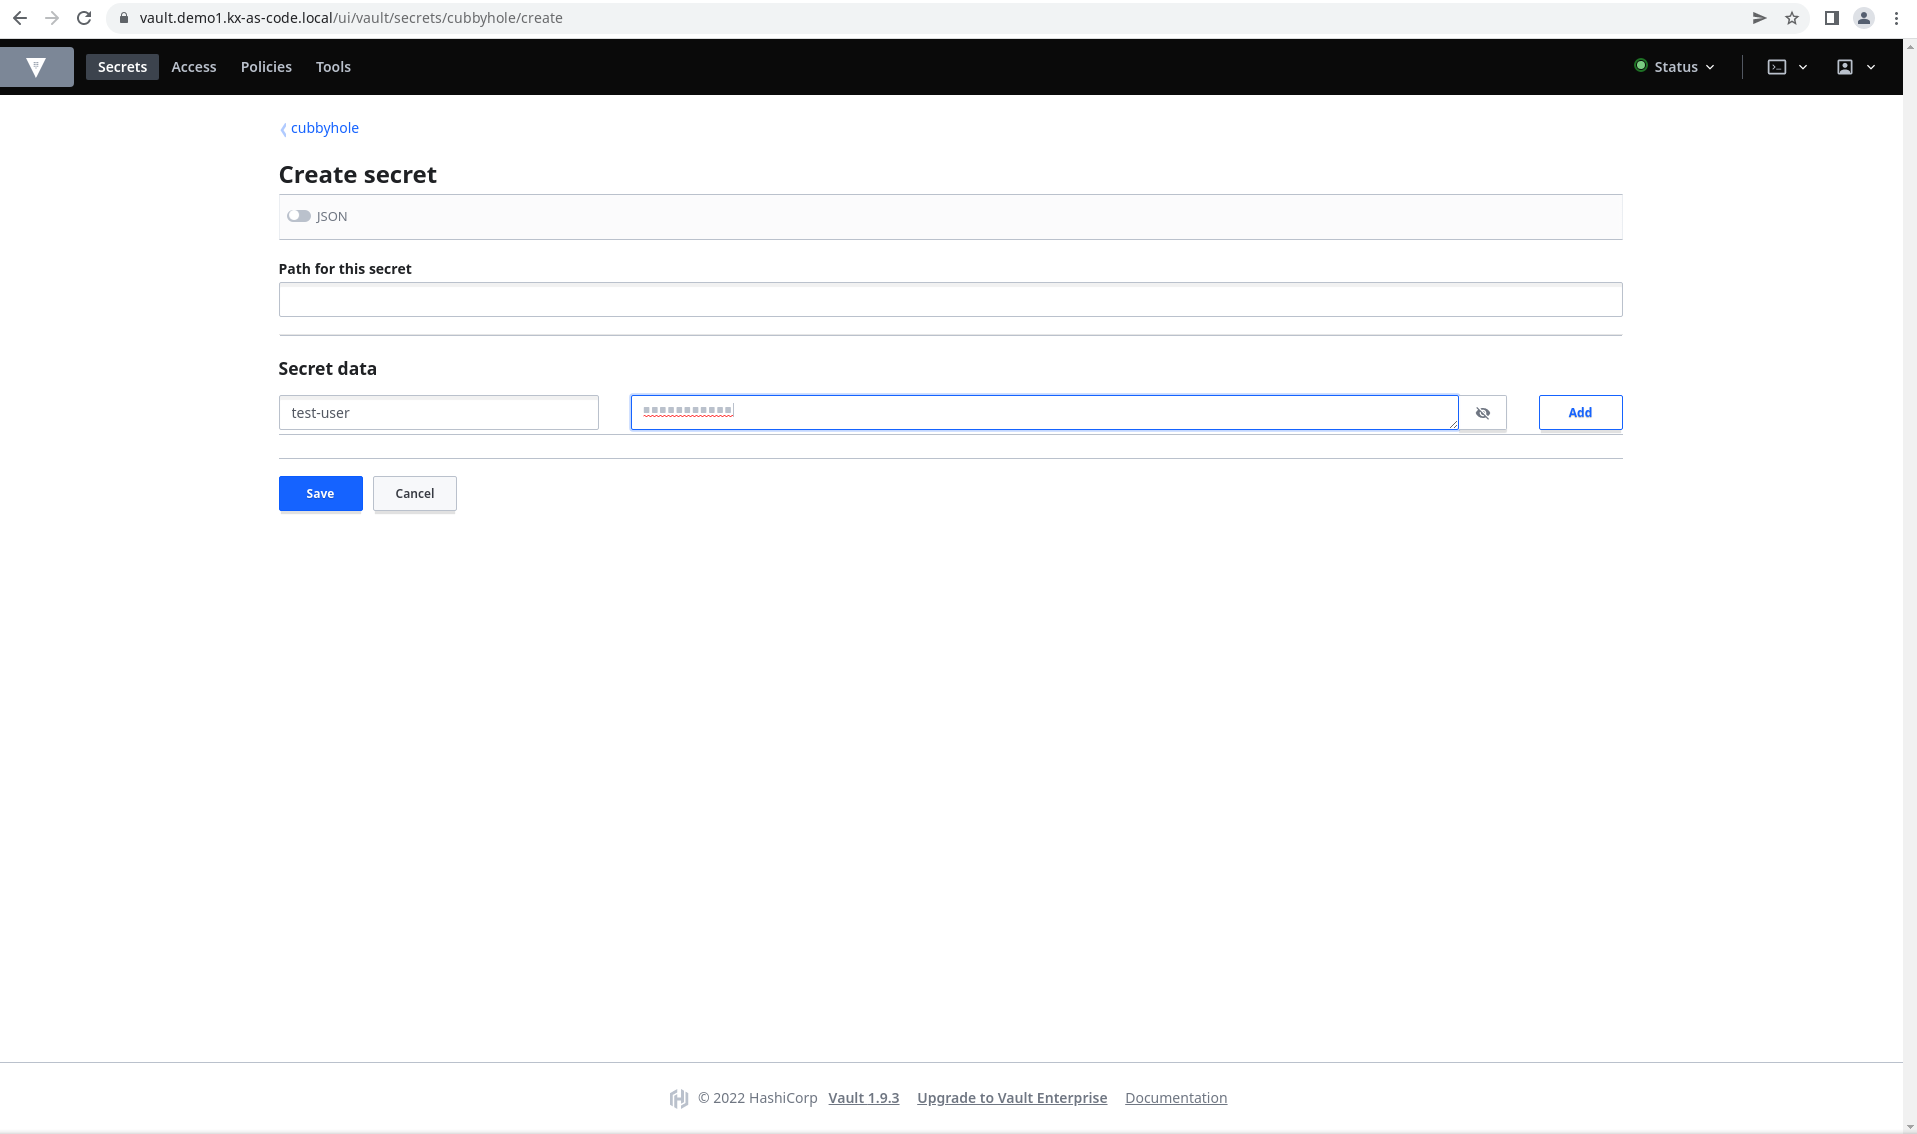 vault.demo1.kx-as-code.local/ui/vault/secrets/cubbyhole/create
Secrets Access Policies Tools Status
cubbyhole
Create secret
JSON
Path for this secret
Secret data
test-user Add
Save Cancel
© 2022 HashiCorp Vault 1.9.3 Upgrade to Vault Enterprise Documentation